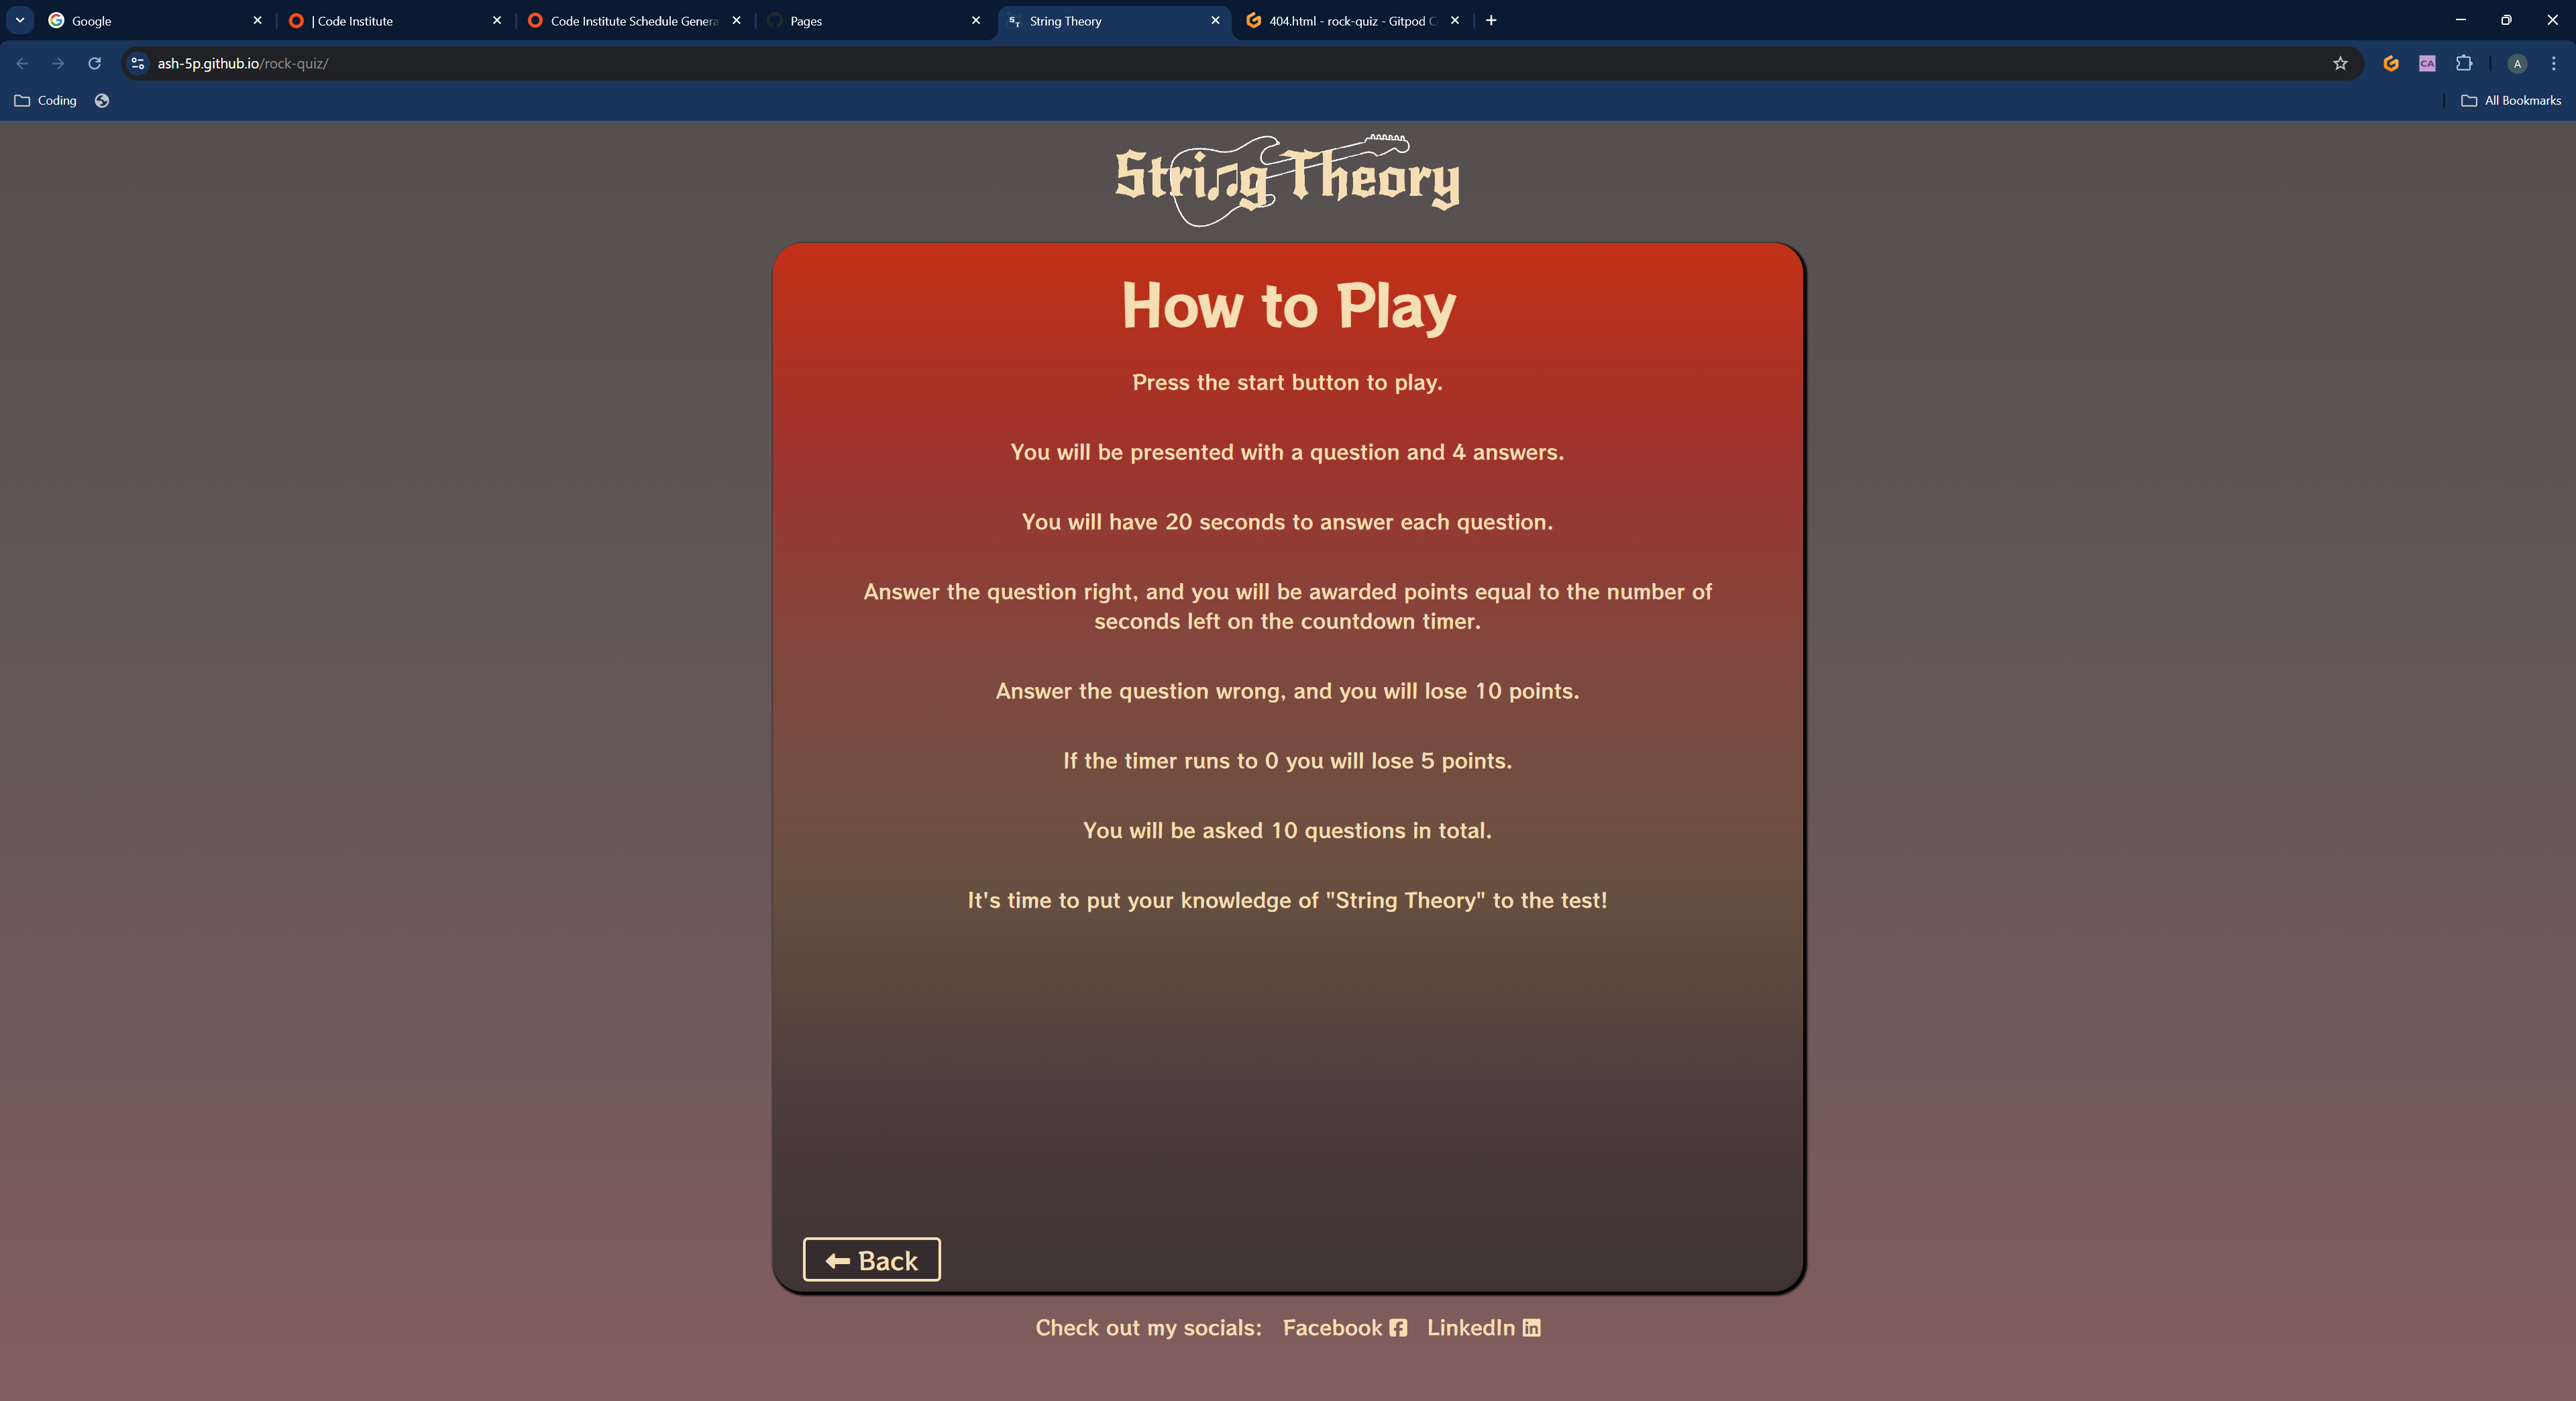 Google
| Code Institute
Code Institute Schedule Genera
Pages
String Theory
404.html - rock-quiz - Gitpod C
ash-5p.github.io/rock-quiz/
CA
A
Coding
All Bookmarks
String Theory
How to Play
Press the start button to play.
You will be presented with a question and 4 answers.
You will have 20 seconds to answer each question.
Answer the question right, and you will be awarded points equal to the number of
seconds left on the countdown timer.
Answer the question wrong, and you will lose 10 points.
If the timer runs to 0 you will lose 5 points.
You will be asked 10 questions in total.
It's time to put your knowledge of "String Theory" to the test!
Back
Check out my socials: Facebook LinkedIn